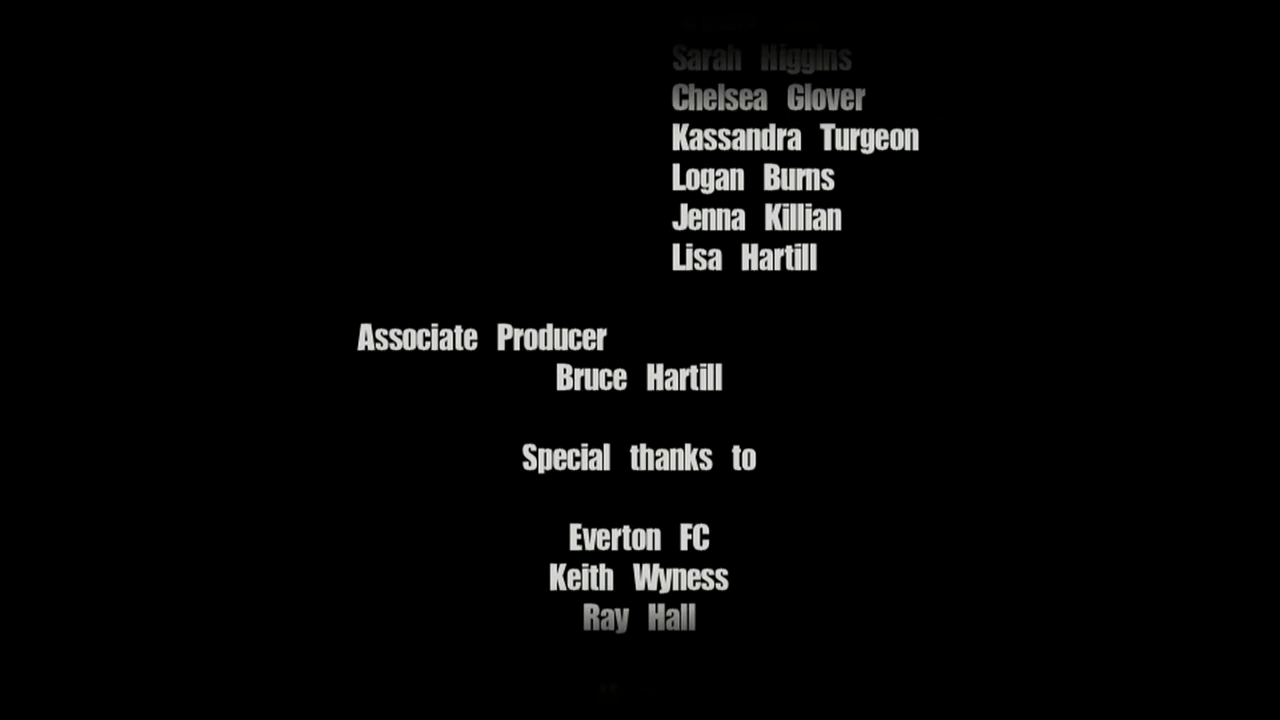 Sarah Higgins
Chelsea Glover
Kassandra Turgeon
Logan Burns
Jenna Killian
Lisa Hartill
Associate Producer
Bruce Hartill
Special thanks to
Everton FC
Keith Wyness
Ray Hall